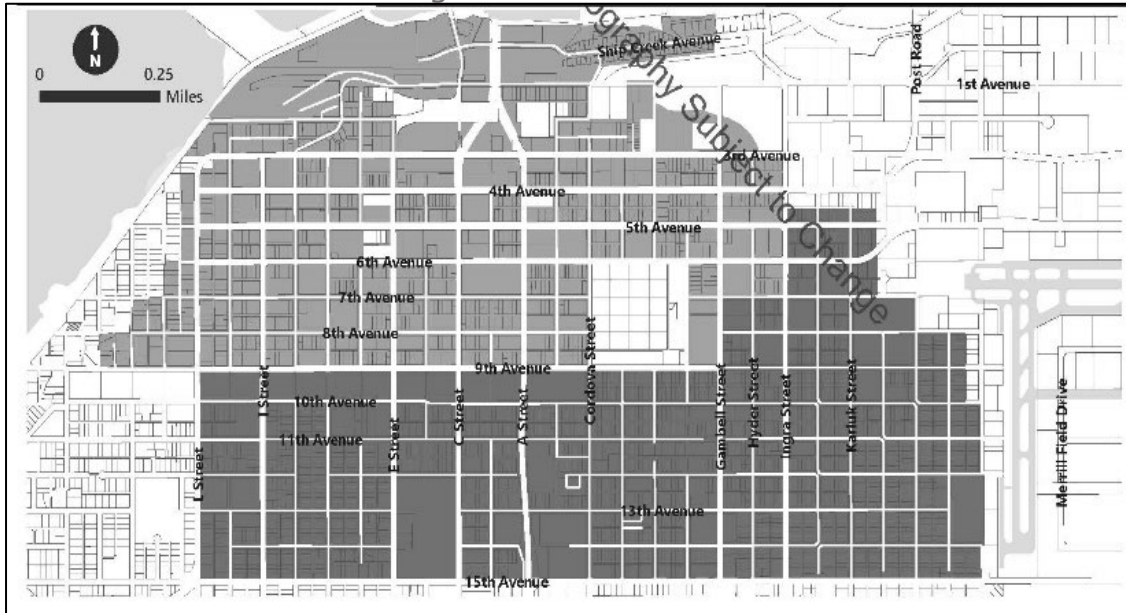 ography Subject to Change
N
0 0.25
Miles
Ship Creek Avenue
Post Road
1st Avenue
3rd Avenue
4th Avenue
5th Avenue
6th Avenue
7th Avenue
8th Avenue
9th Avenue
10th Avenue
11th Avenue
13th Avenue
15th Avenue
L Street
I Street
E Street
C Street
A Street
Cordova Street
Gambell Street
Hyder Street
Ingra Street
Karluk Street
Merrill Field Drive